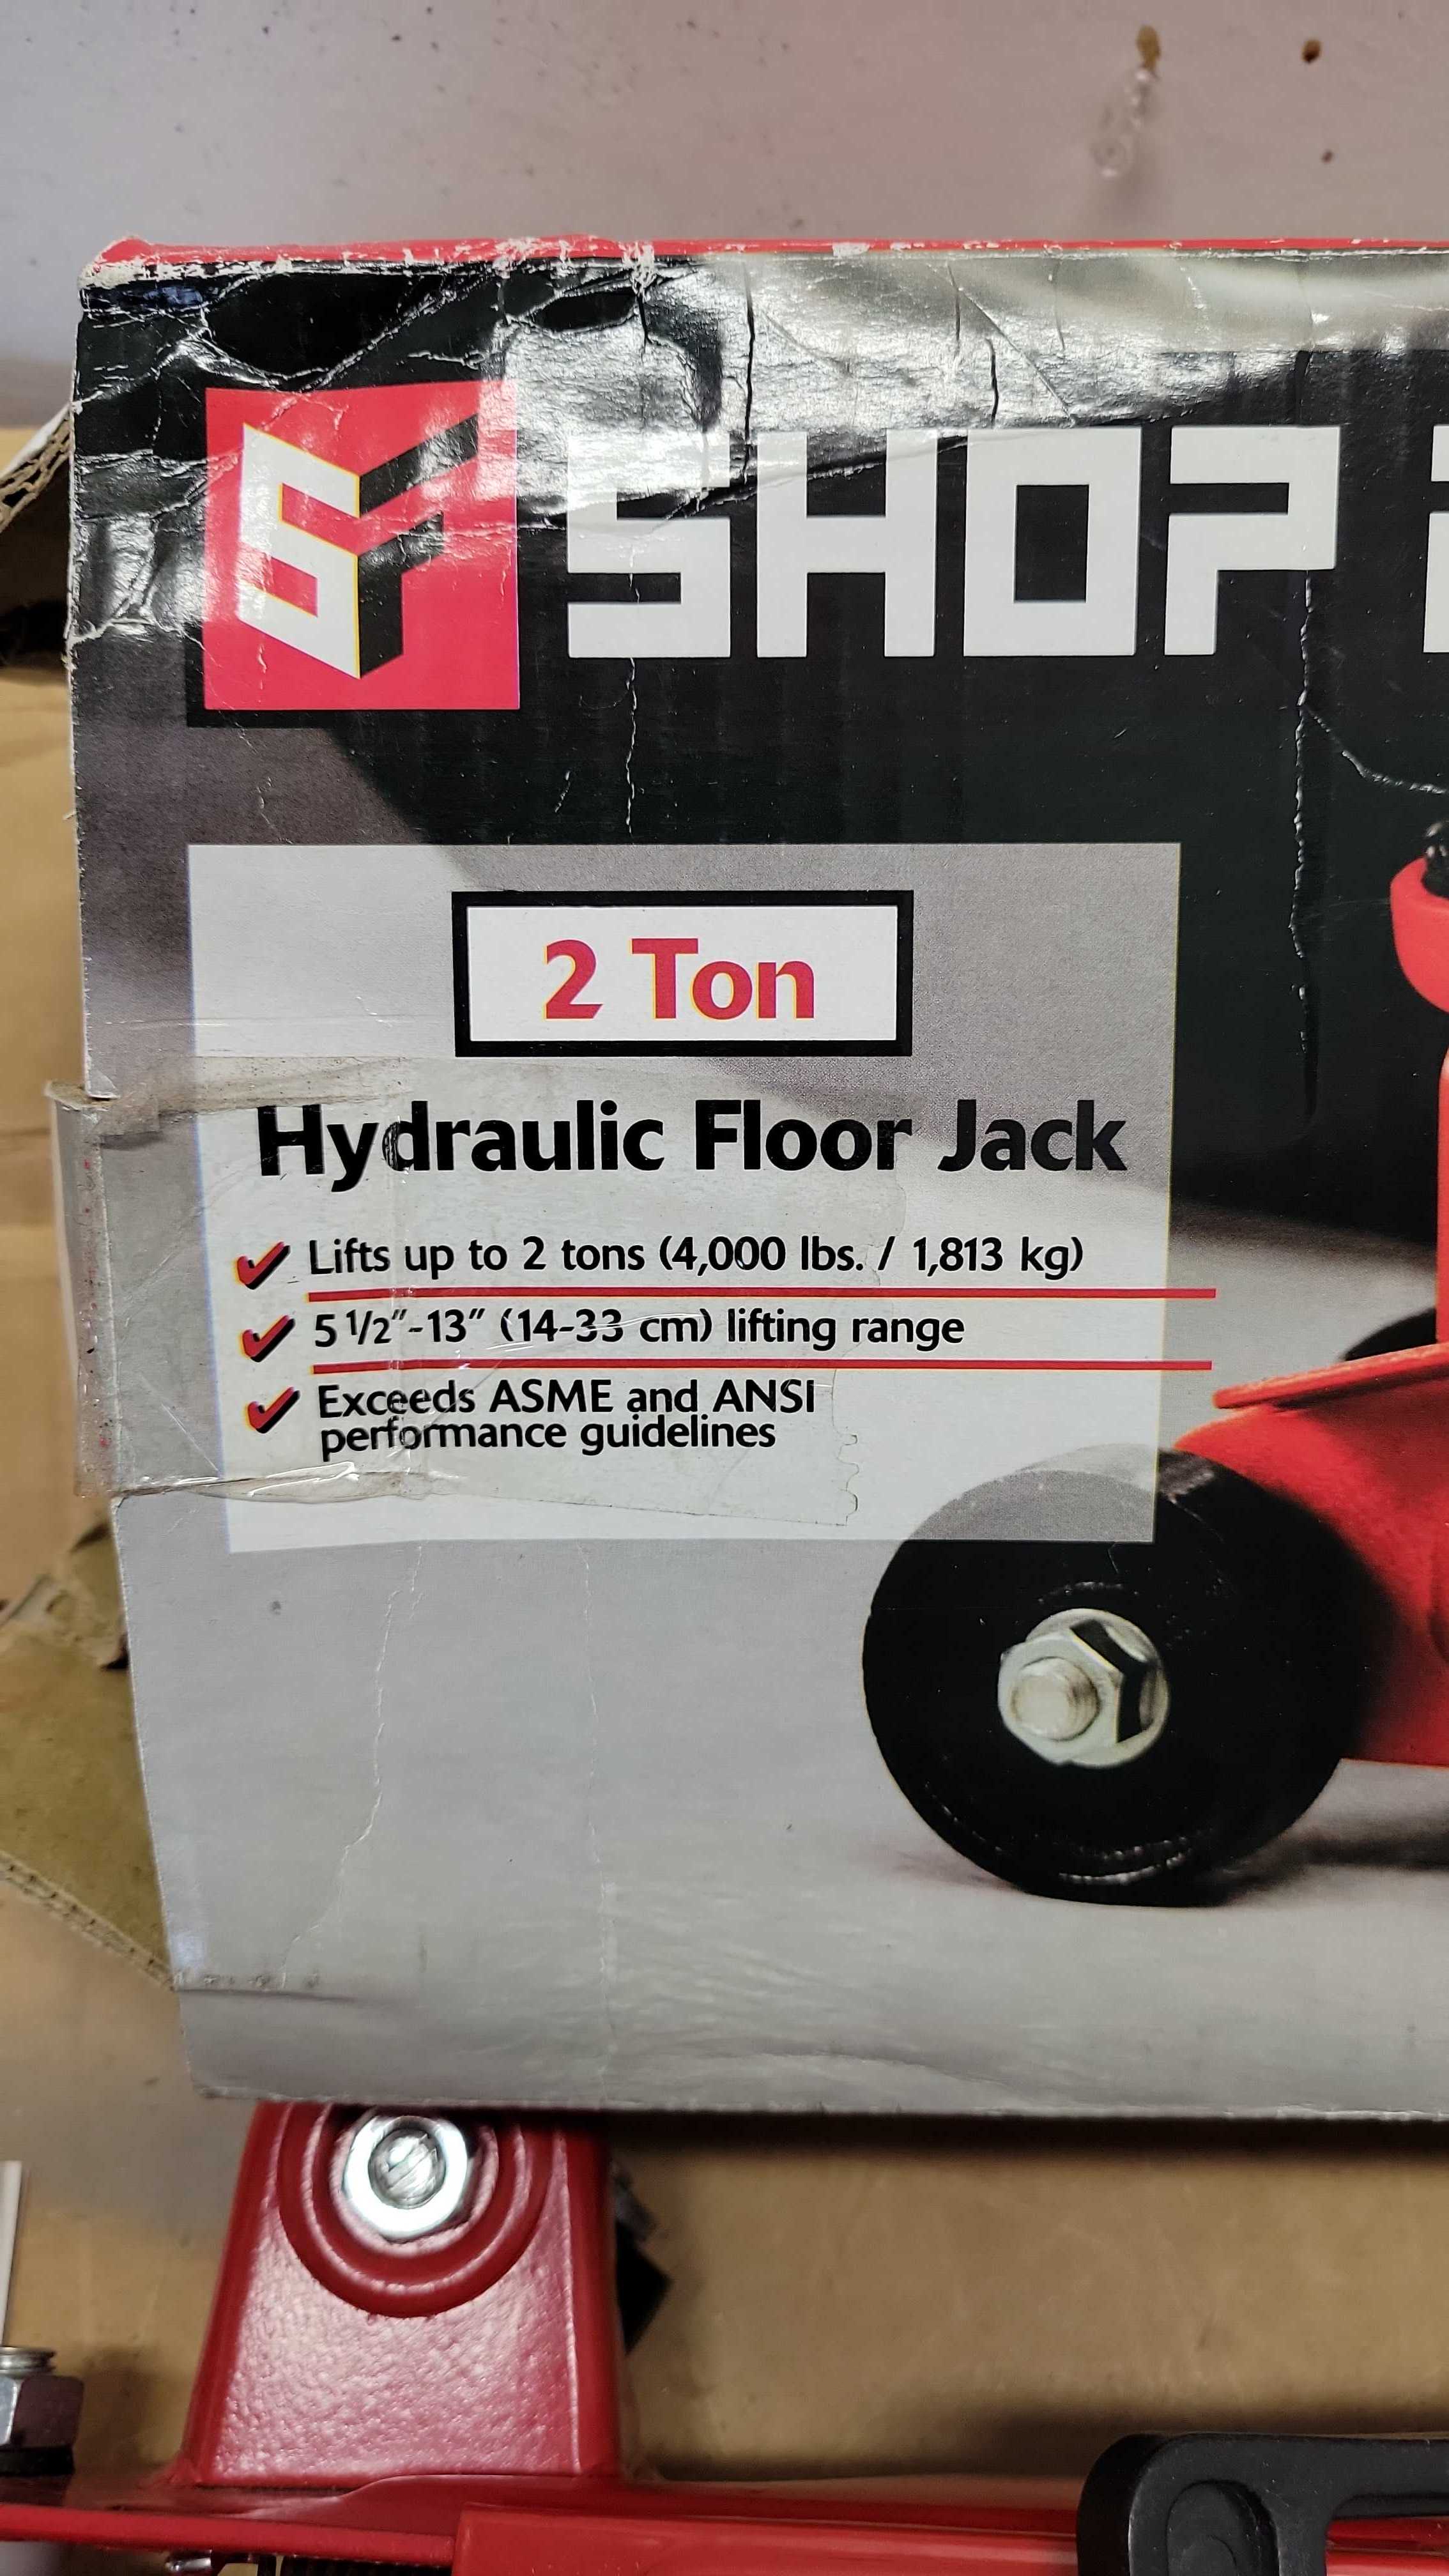 SF SHOP
2 Ton
Hydraulic Floor Jack
Lifts up to 2 tons (4,000 lbs. / 1,813 kg)
5 1/2"-13" (14-33 cm) lifting range
Exceeds ASME and ANSI
performance guidelines